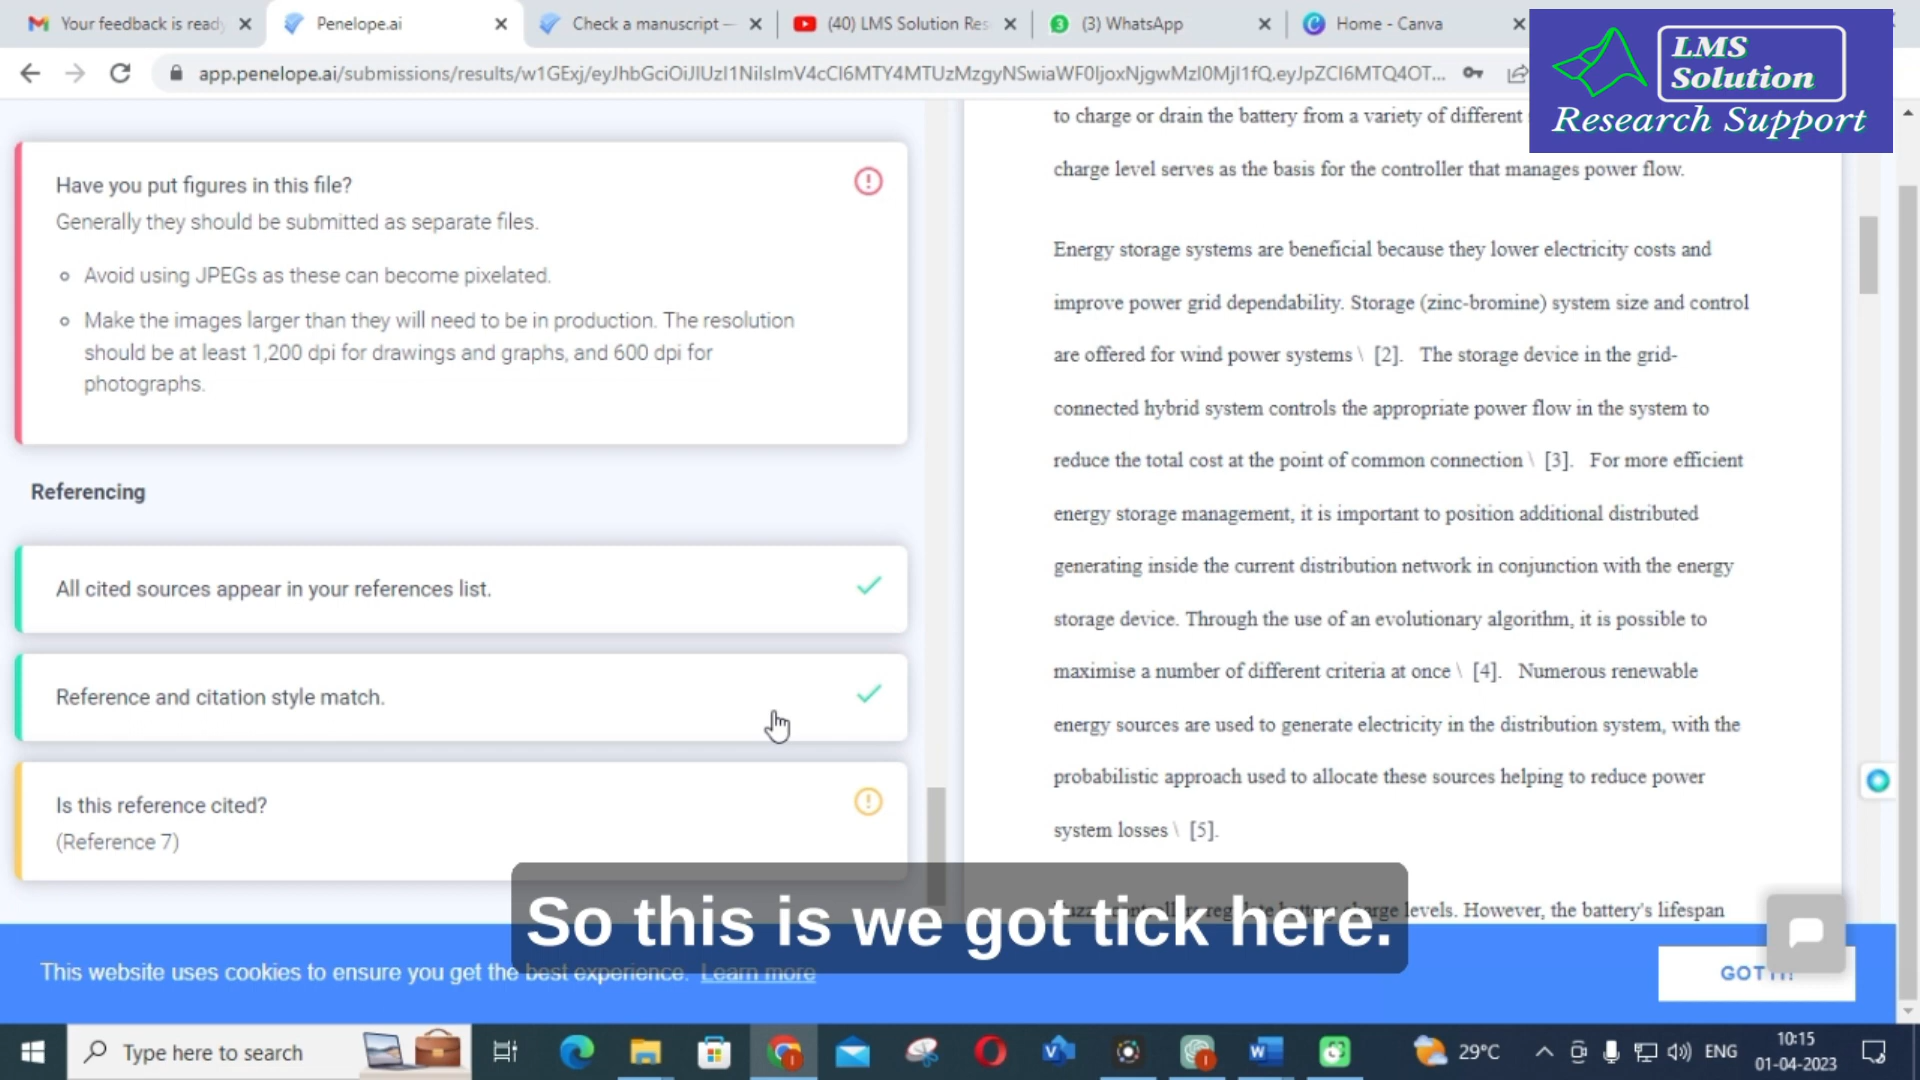 Your feedback is ready
Penelope.ai
Check a manuscript —
(40) LMS Solution Res
3
(3) WhatsApp
Home - Canva
LMS
Solution
Research Support
app.penelope.ai/submissions/results/w1GExj/eyJhbGciOiJIUzI1NiIsImV4cCI6MTY4MTUzMzgyNSwiaWF0IjoxNjgwMzI0MjI1fQ.eyJpZCI6MTQ4OT...
Have you put figures in this file?
Generally they should be submitted as separate files.
Avoid using JPEGs as these can become pixelated.
Make the images larger than they will need to be in production. The resolution
should be at least 1,200 dpi for drawings and graphs, and 600 dpi for
photographs.
Referencing
All cited sources appear in your references list.
Reference and citation style match.
Is this reference cited?
(Reference 7)
to charge or drain the battery from a variety of different
charge level serves as the basis for the controller that manages power flow.
Energy storage systems are beneficial because they lower electricity costs and
improve power grid dependability. Storage (zinc-bromine) system size and control
are offered for wind power systems \ [2]. The storage device in the grid-
connected hybrid system controls the appropriate power flow in the system to
reduce the total cost at the point of common connection \ [3]. For more efficient
energy storage management, it is important to position additional distributed
generating inside the current distribution network in conjunction with the energy
storage device. Through the use of an evolutionary algorithm, it is possible to
maximise a number of different criteria at once \ [4]. Numerous renewable
energy sources are used to generate electricity in the distribution system, with the
probabilistic approach used to allocate these sources helping to reduce power
system losses \ [5].
levels. However, the battery's lifespan
So this is we got tick here.
This website uses cookies to ensure you get the best experience. Learn more
GOT IT!
Type here to search
29°C
ENG
10:15
01-04-2023